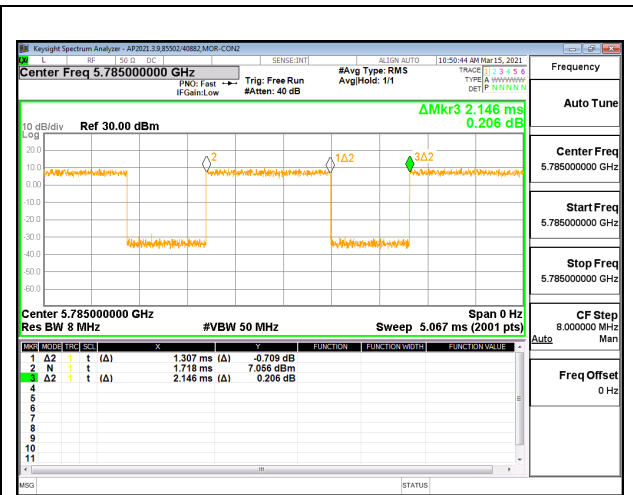 Keysight Spectrum Analyzer - AP2021.3.9,85502/40882,MOR-CON2
L RF 50 Ω DC SENSE:INT ALIGN AUTO 10:50:44 AM Mar 15, 2021
Center Freq 5.785000000 GHz
PNO: Fast
IFGain:Low
Trig: Free Run
#Atten: 40 dB
#Avg Type: RMS
Avg|Hold: 1/1
TRACE 1 2 3 4 5 6
TYPE A WWWWW
DET P N N N N N
ΔMkr3 2.146 ms
0.206 dB
10 dB/div Ref 30.00 dBm
Log
20.0
10.0
0.00
-10.0
-20.0
-30.0
-40.0
-50.0
-60.0
2
1Δ2
3Δ2
Center 5.785000000 GHz Span 0 Hz
Res BW 8 MHz #VBW 50 MHz Sweep 5.067 ms (2001 pts)
MKR MODE TRC SCL X Y FUNCTION FUNCTION WIDTH FUNCTION VALUE
1 Δ2 1 t (Δ) 1.307 ms (Δ) -0.709 dB
2 N 1 t 1.718 ms 7.056 dBm
3 Δ2 1 t (Δ) 2.146 ms (Δ) 0.206 dB
4
5
6
7
8
9
10
11
MSG STATUS
Frequency
Auto Tune
Center Freq
5.785000000 GHz
Start Freq
5.785000000 GHz
Stop Freq
5.785000000 GHz
CF Step
8.000000 MHz
Auto Man
Freq Offset
0 Hz